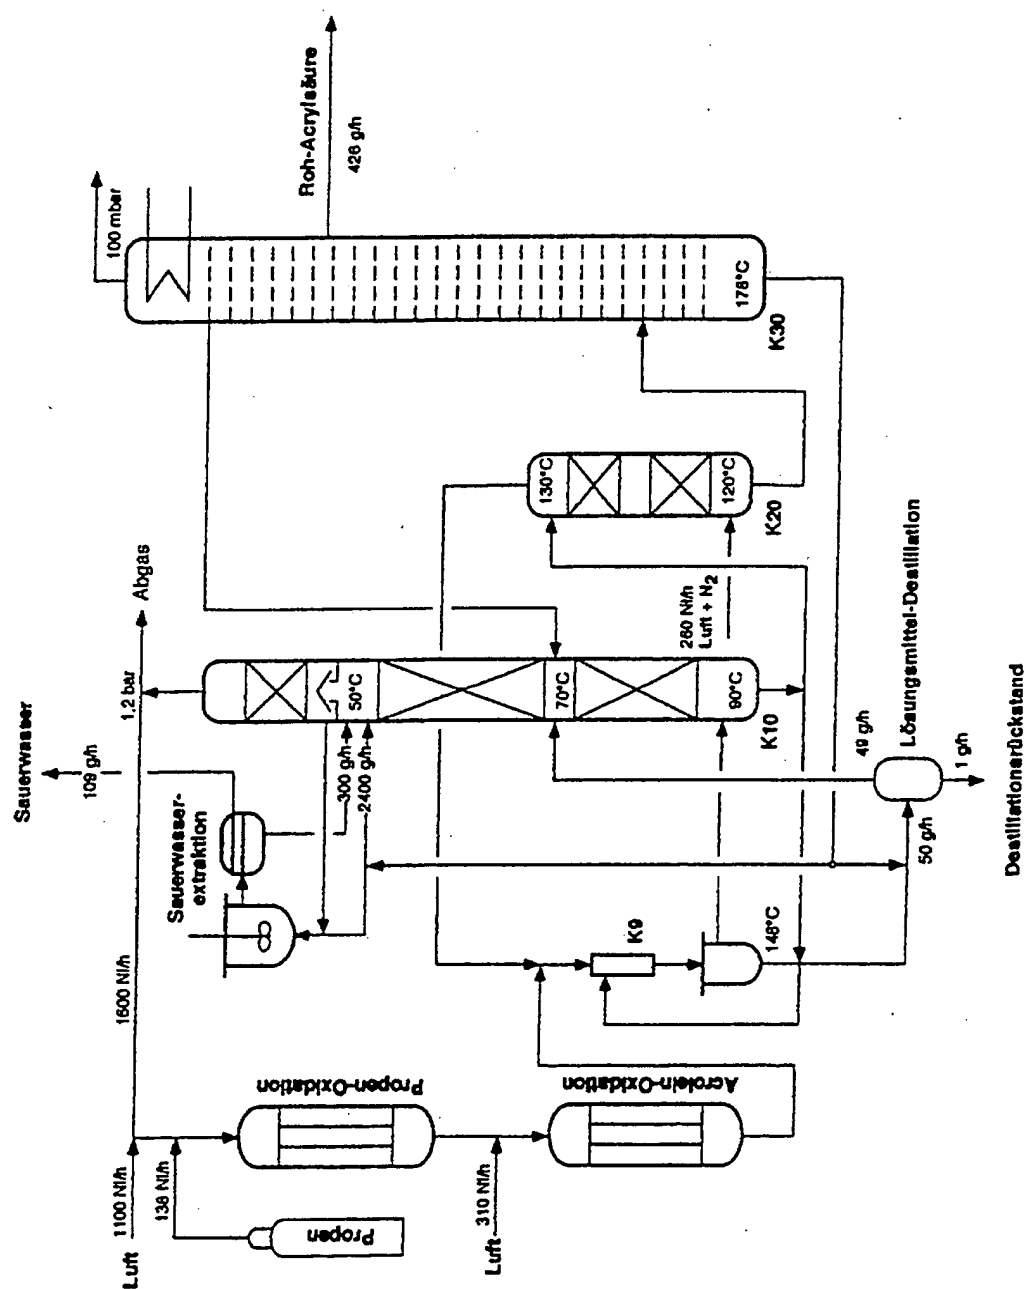 Sauerwasser
109 g/h
1,2 bar
Abgas
100 mbar
Roh-Acrylsäure
426 g/h
Sauerwasser-
extraktion
300 g/h
2400 g/h
50°C
70°C
90°C
K10
130°C
120°C
K20
260 Nl/h
Luft + N2
178°C
K30
1600 Nl/h
Luft
1100 Nl/h
138 Nl/h
Propen
Propen-Oxidation
Luft
310 Nl/h
Acrolein-Oxidation
K9
148°C
50 g/h
49 g/h
Lösungsmittel-Destillation
1 g/h
Destillationsrückstand